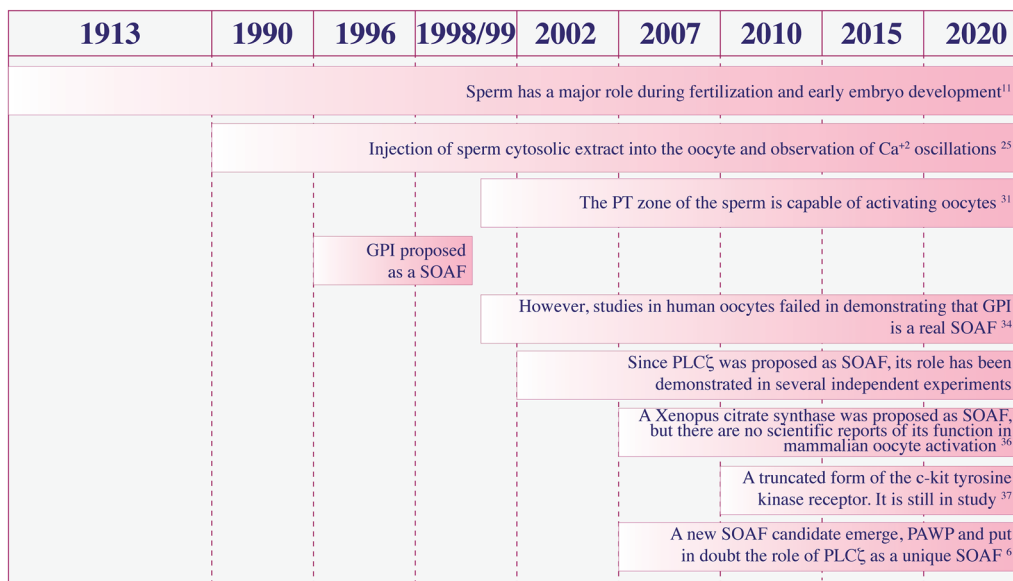 1913 1990 1996 1998/99 2002 2007 2010 2015 2020
Sperm has a major role during fertilization and early embryo development¹¹
Injection of sperm cytosolic extract into the oocyte and observation of Ca⁺² oscillations ²⁵
The PT zone of the sperm is capable of activating oocytes ³¹
GPI proposed
as a SOAF
However, studies in human oocytes failed in demonstrating that GPI
is a real SOAF ³⁴
Since PLCζ was proposed as SOAF, its role has been
demonstrated in several independent experiments
A Xenopus citrate synthase was proposed as SOAF,
but there are no scientific reports of its function in
mammalian oocyte activation ³⁶
A truncated form of the c-kit tyrosine
kinase receptor. It is still in study ³⁷
A new SOAF candidate emerge, PAWP and put
in doubt the role of PLCζ as a unique SOAF ⁶